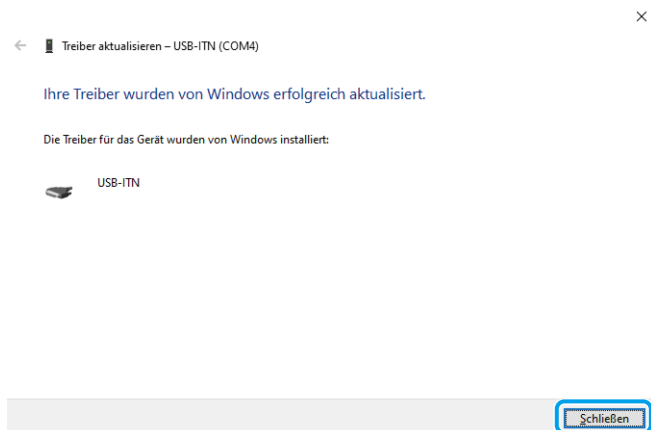 Treiber aktualisieren – USB-ITN (COM4)
Ihre Treiber wurden von Windows erfolgreich aktualisiert.
Die Treiber für das Gerät wurden von Windows installiert:
USB-ITN
Schließen